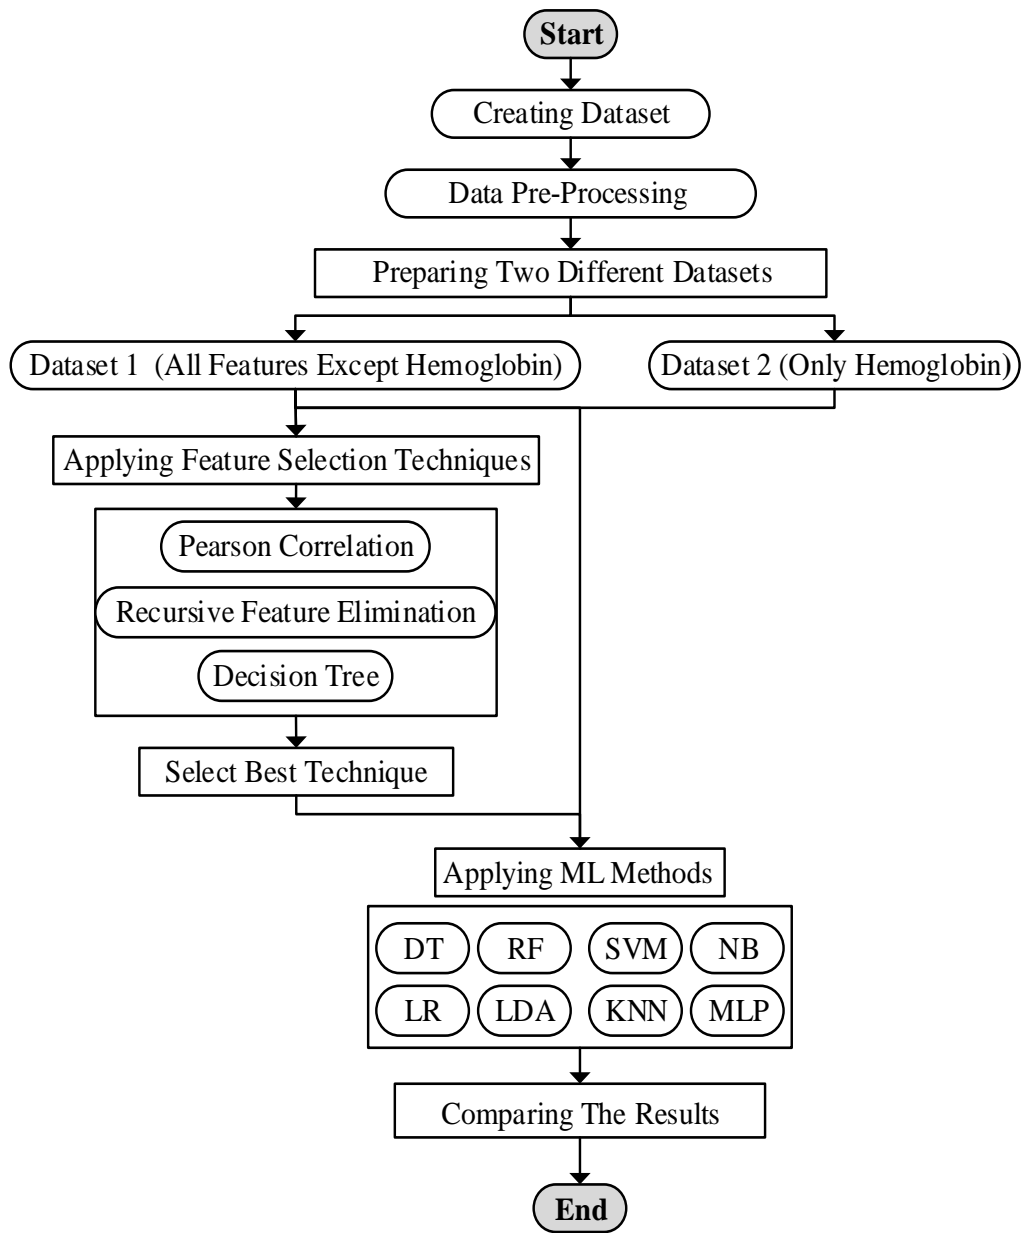 Start
Creating Dataset
Data Pre-Processing
Preparing Two Different Datasets
Dataset 1 (All Features Except Hemoglobin)
Dataset 2 (Only Hemoglobin)
Applying Feature Selection Techniques
Pearson Correlation
Recursive Feature Elimination
Decision Tree
Select Best Technique
Applying ML Methods
DT RF SVM NB
LR LDA KNN MLP
Comparing The Results
End